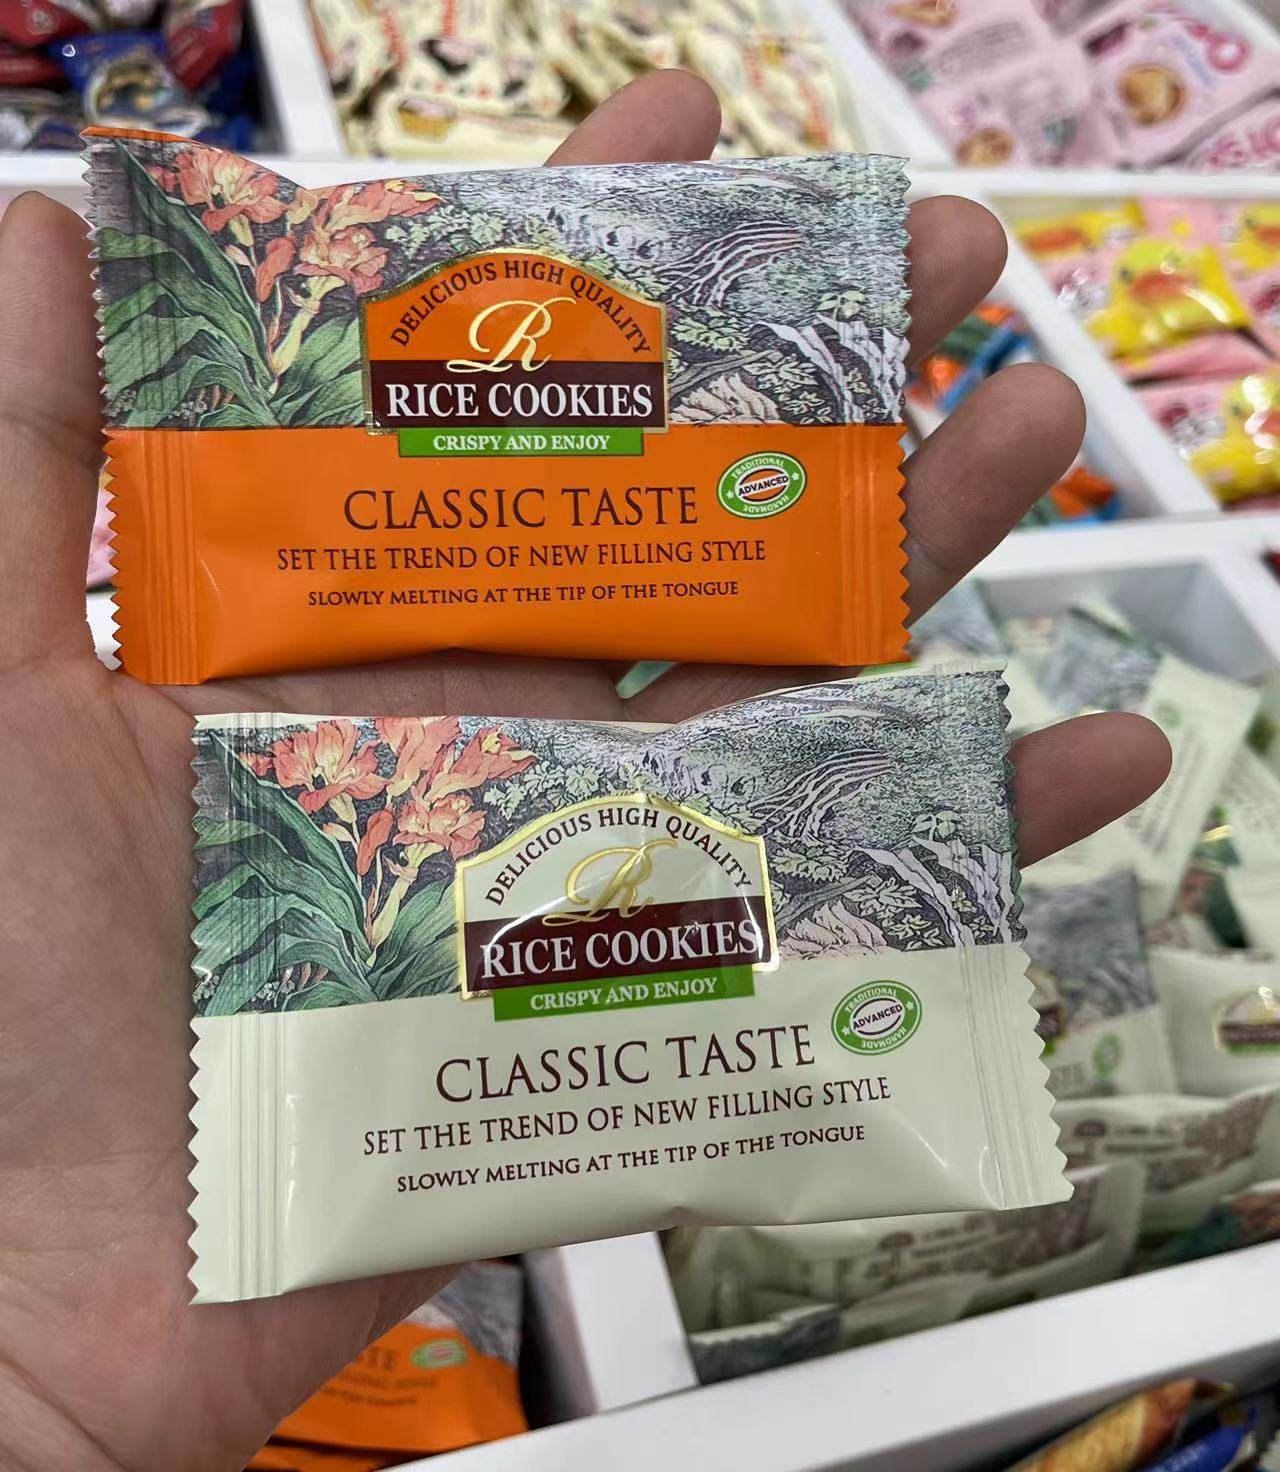 DELICIOUS HIGH QUALITY
R
RICE COOKIES
CRISPY AND ENJOY
TRADITIONAL
ADVANCED
HANDMADE
CLASSIC TASTE
SET THE TREND OF NEW FILLING STYLE
SLOWLY MELTING AT THE TIP OF THE TONGUE
DELICIOUS HIGH QUALITY
R
RICE COOKIES
CRISPY AND ENJOY
TRADITIONAL
ADVANCED
HANDMADE
CLASSIC TASTE
SET THE TREND OF NEW FILLING STYLE
SLOWLY MELTING AT THE TIP OF THE TONGUE